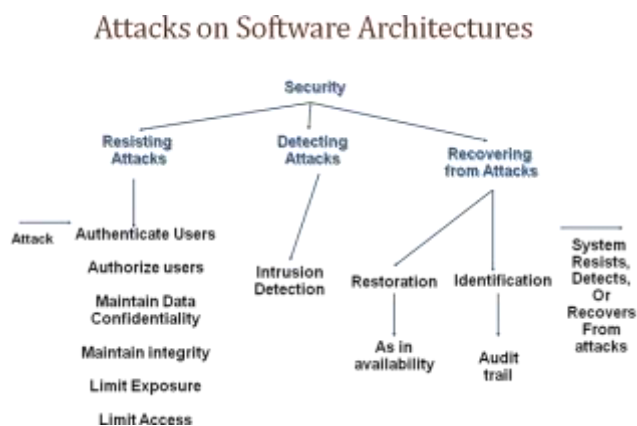 Attacks on Software Architectures
Security
Resisting
Attacks
Detecting
Attacks
Recovering
from Attacks
Attack
Authenticate Users
Authorize users
Maintain Data
Confidentiality
Maintain integrity
Limit Exposure
Limit Access
Intrusion
Detection
Restoration
As in
availability
Identification
Audit
trail
System
Resists,
Detects,
Or
Recovers
From
attacks